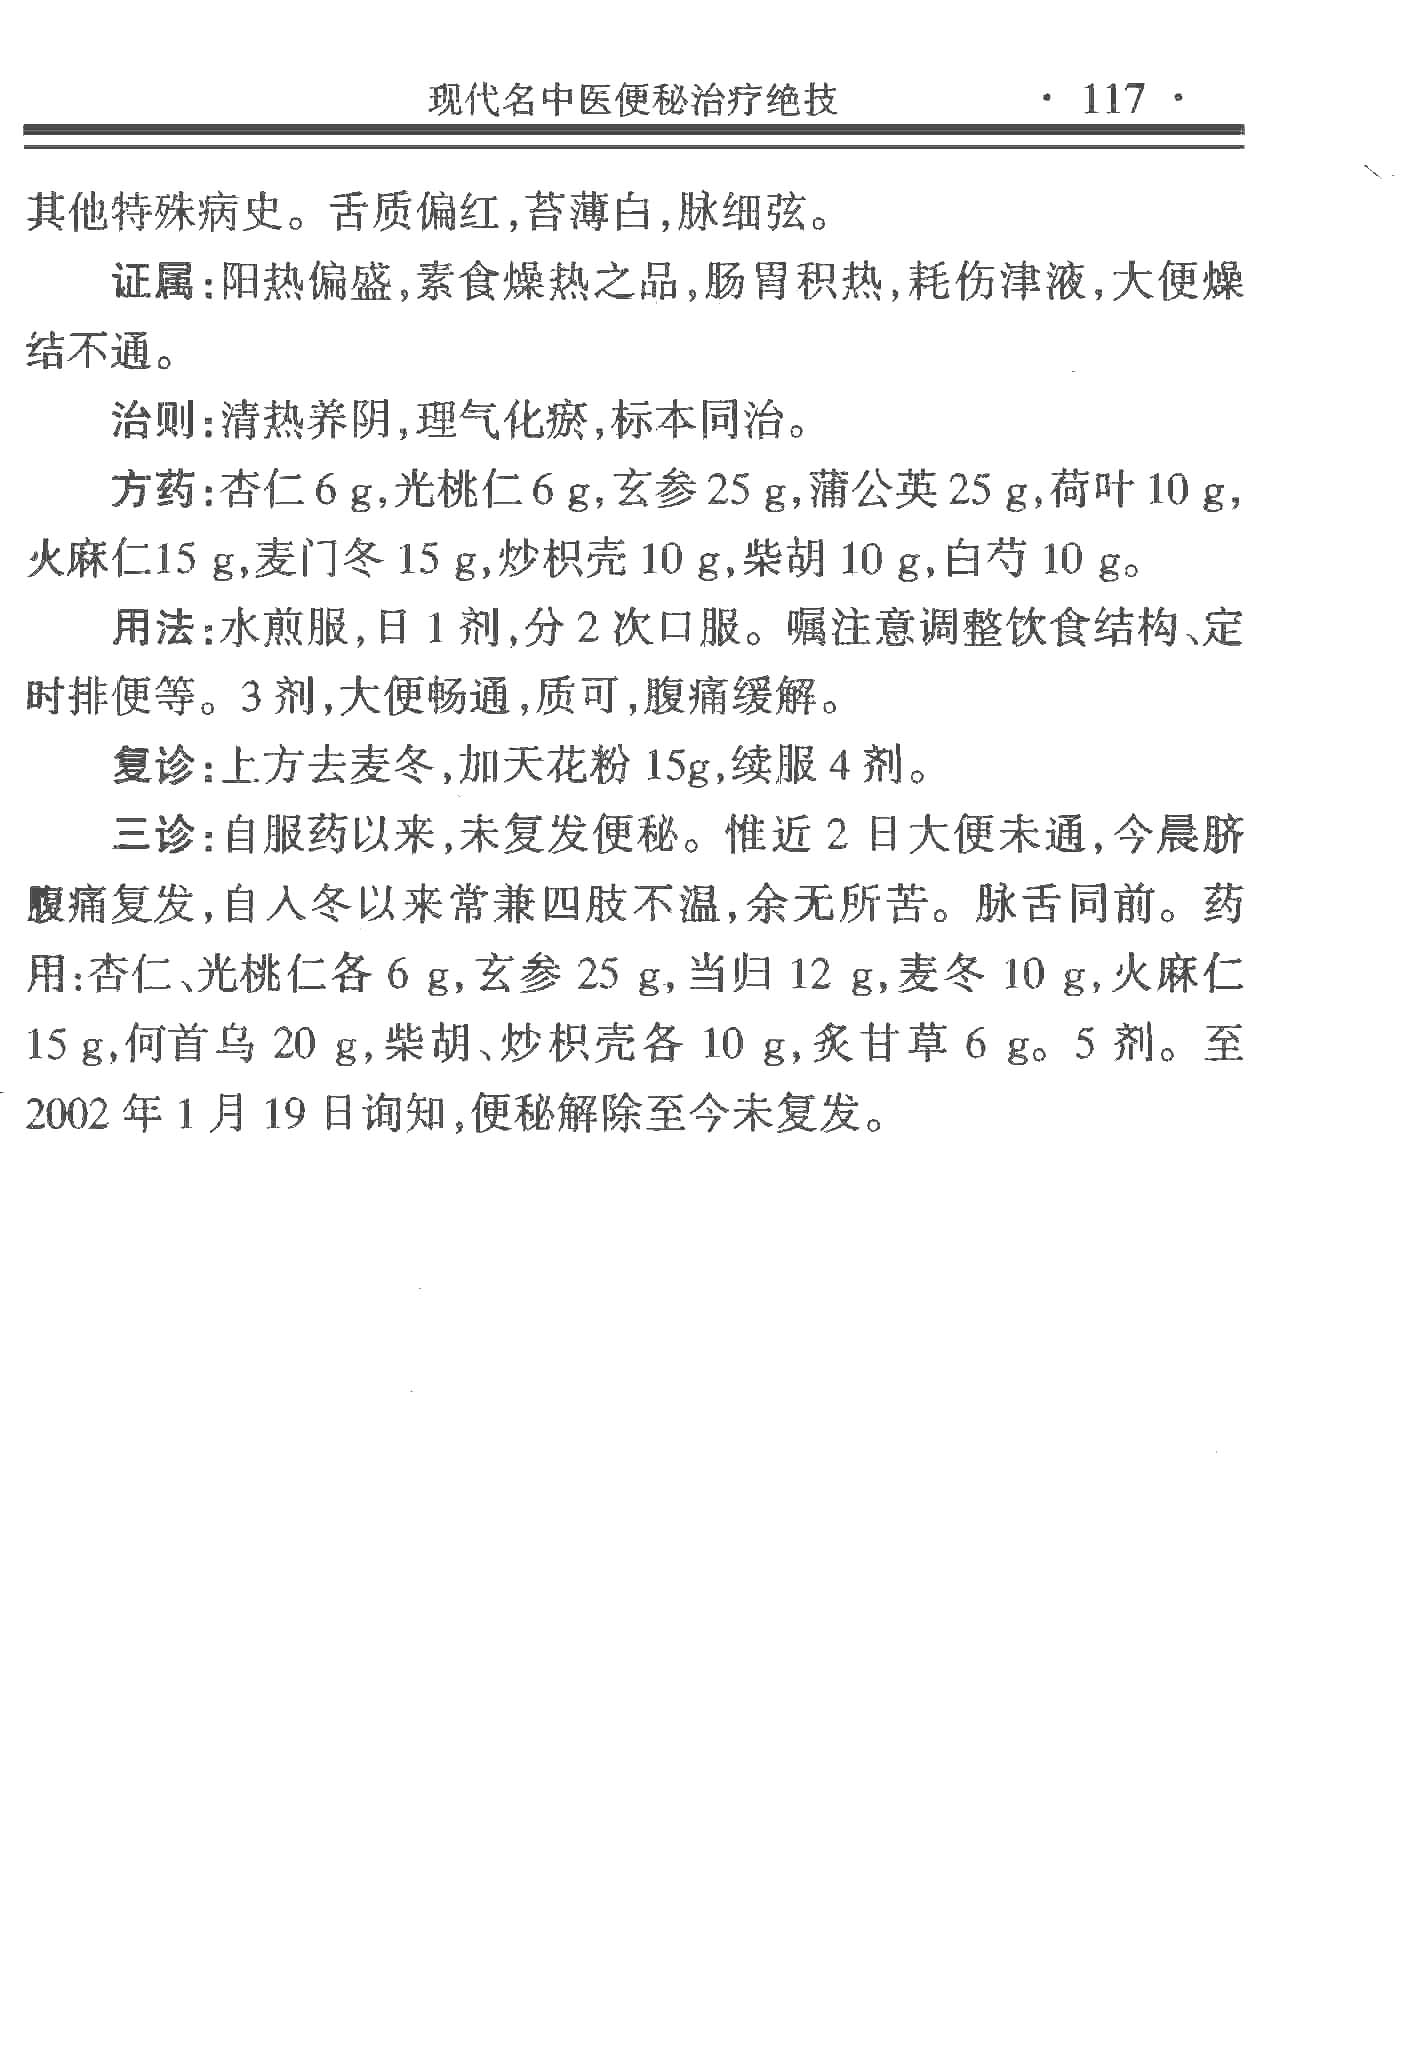 现代名中医便秘治疗绝技 · 117 ·
其他特殊病史。舌质偏红,苔薄白,脉细弦。
证属:阳热偏盛,素食燥热之品,肠胃积热,耗伤津液,大便燥
结不通。
治则:清热养阴,理气化瘀,标本同治。
方药:杏仁 6 g,光桃仁 6 g,玄参 25 g,蒲公英 25 g,荷叶 10 g,
火麻仁15 g,麦门冬 15 g,炒枳壳 10 g,柴胡 10 g,白芍 10 g。
用法:水煎服,日 1 剂,分 2 次口服。嘱注意调整饮食结构、定
时排便等。3 剂,大便畅通,质可,腹痛缓解。
复诊:上方去麦冬,加天花粉 15g,续服 4 剂。
三诊:自服药以来,未复发便秘。惟近 2 日大便未通,今晨脐
腹痛复发,自入冬以来常兼四肢不温,余无所苦。脉舌同前。药
用:杏仁、光桃仁各 6 g,玄参 25 g,当归 12 g,麦冬 10 g,火麻仁
15 g,何首乌 20 g,柴胡、炒枳壳各 10 g,炙甘草 6 g。5 剂。至
2002 年 1 月 19 日询知,便秘解除至今未复发。